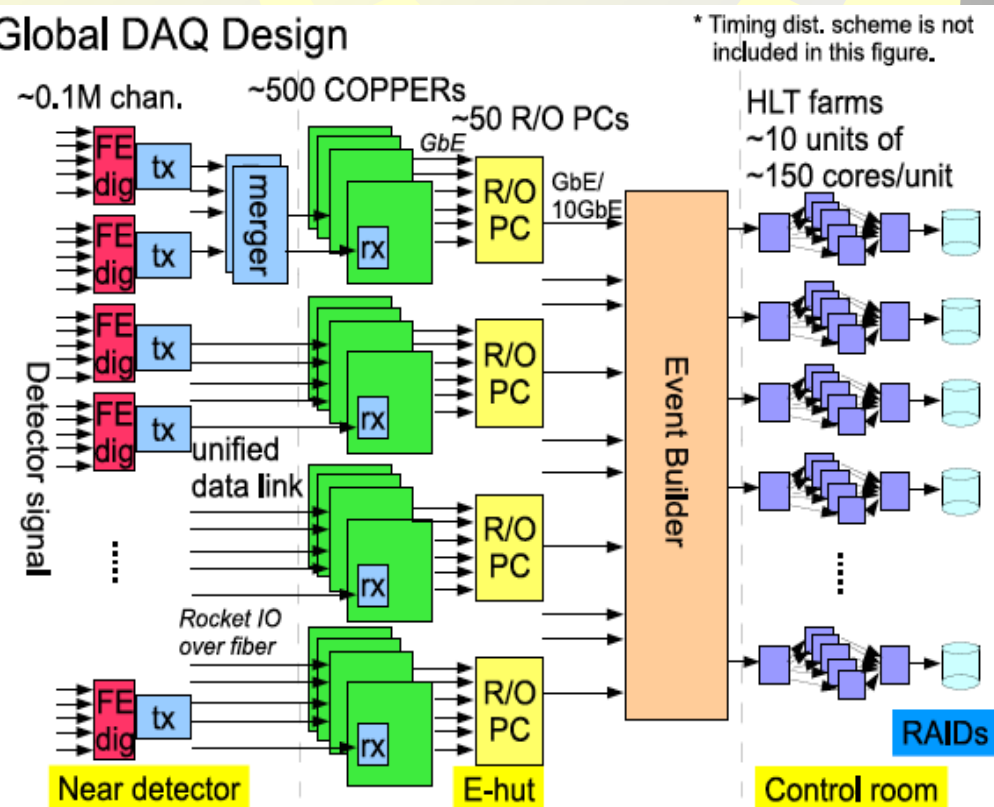 Global DAQ Design
* Timing dist. scheme is not
included in this figure.
~0.1M chan.
~500 COPPERs
~50 R/O PCs
HLT farms
~10 units of
~150 cores/unit
GbE
GbE/
10GbE
FE
dig
tx
merger
rx
R/O
PC
FE
dig
tx
FE
dig
tx
rx
R/O
PC
FE
dig
tx
Detector signal
unified
data link
Event Builder
rx
R/O
PC
Rocket IO
over fiber
FE
dig
tx
rx
R/O
PC
RAIDs
Near detector
E-hut
Control room